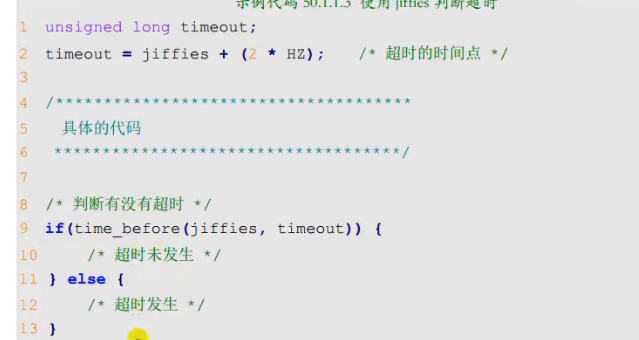 示例代码 50.1.1.3 使用 jiffies 判断超时
1 unsigned long timeout;
2 timeout = jiffies + (2 * HZ); /* 超时的时间点 */
3
4 /*************************************
5 具体的代码
6 ************************************/
7
8 /* 判断有没有超时 */
9 if(time_before(jiffies, timeout)) {
10 /* 超时未发生 */
11 } else {
12 /* 超时发生 */
13 }